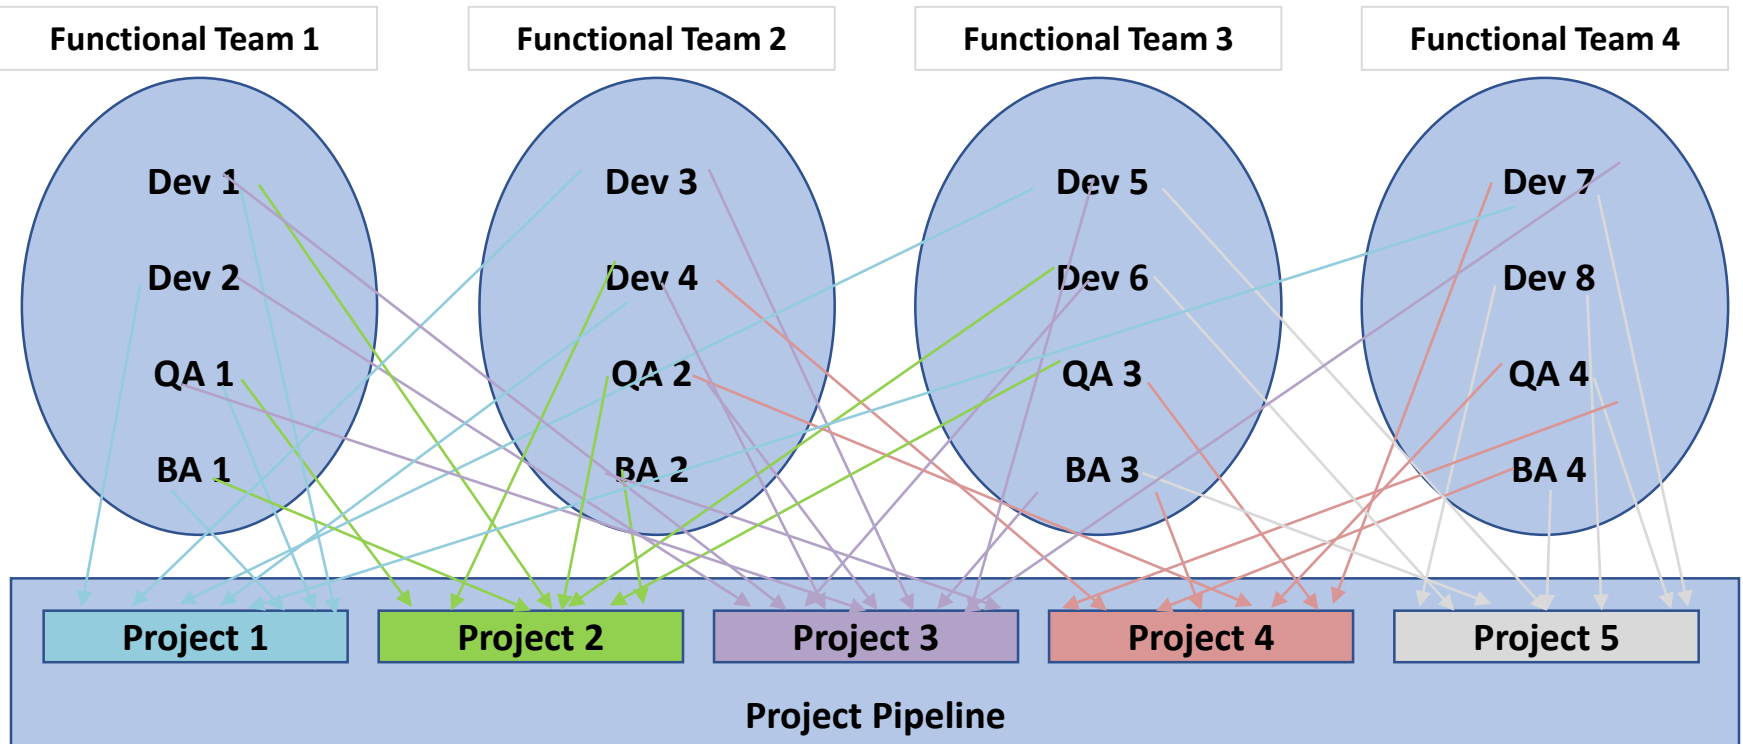 Functional Team 1
Functional Team 2
Functional Team 3
Functional Team 4
Dev 1
Dev 2
QA 1
BA 1
Dev 3
Dev 4
QA 2
BA 2
Dev 5
Dev 6
QA 3
BA 3
Dev 7
Dev 8
QA 4
BA 4
Project 1
Project 2
Project 3
Project 4
Project 5
Project Pipeline